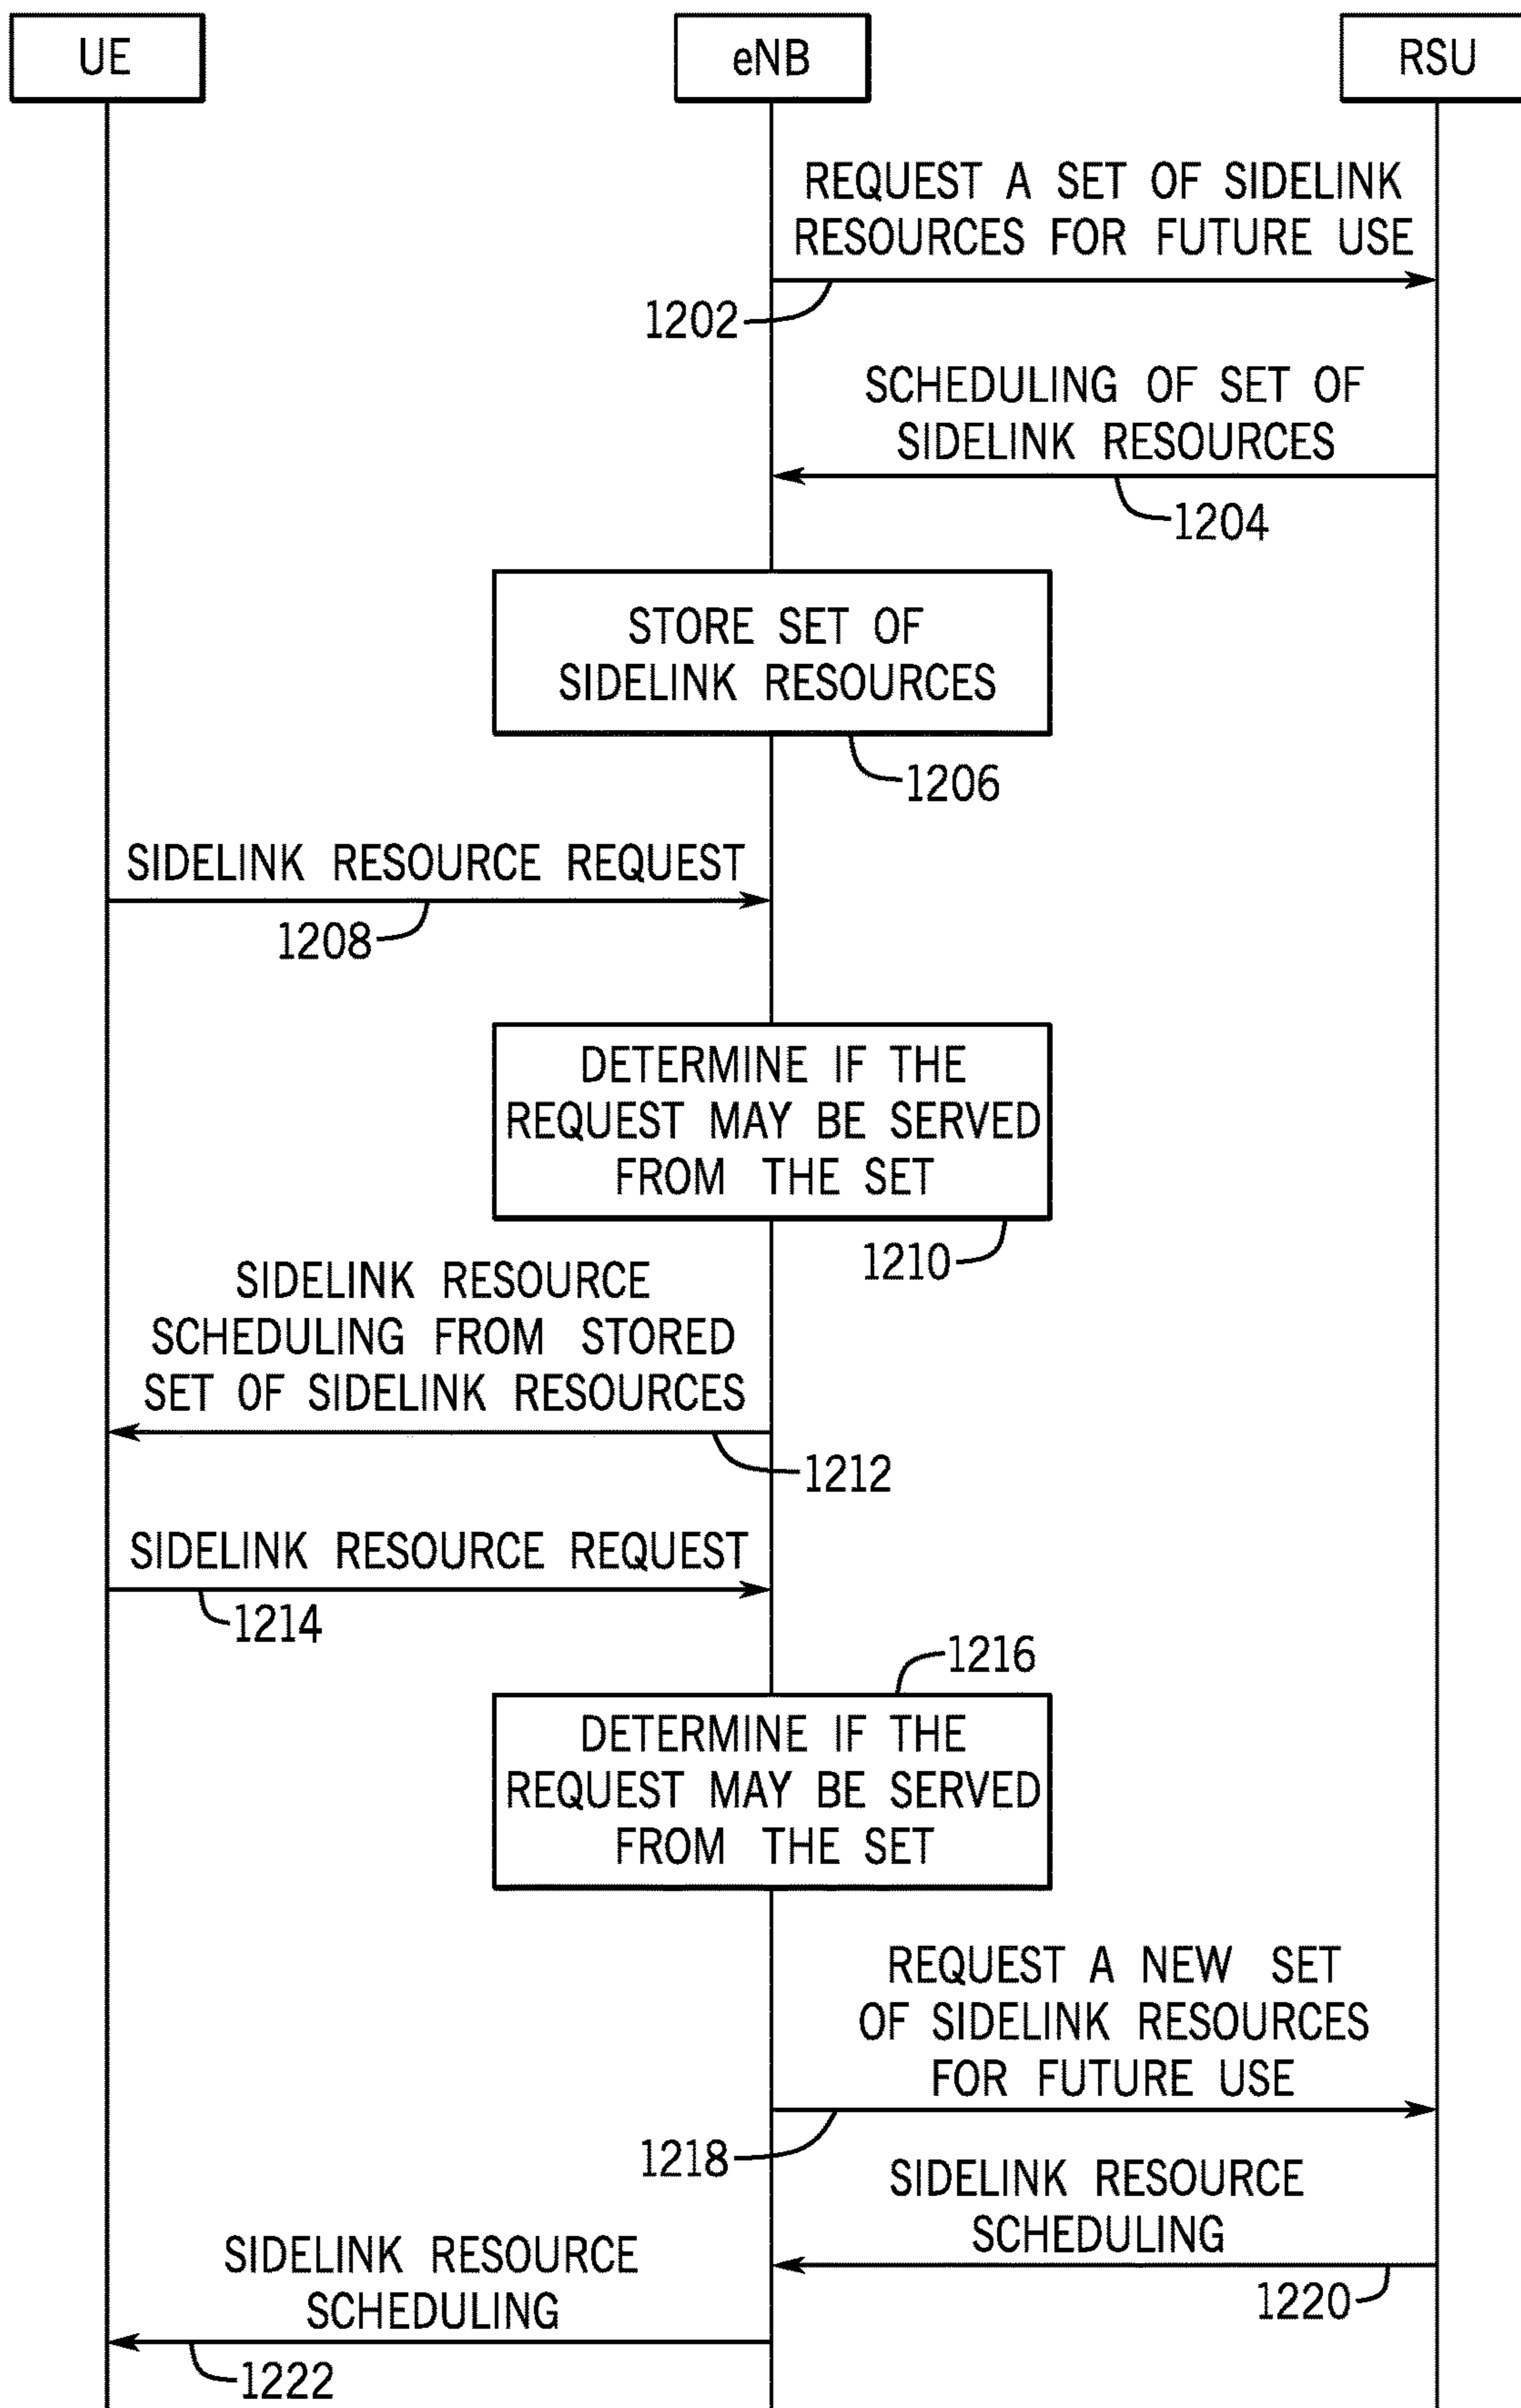 UE
eNB
RSU
REQUEST A SET OF SIDELINK
RESOURCES FOR FUTURE USE
1202
SCHEDULING OF SET OF
SIDELINK RESOURCES
1204
STORE SET OF
SIDELINK RESOURCES
1206
SIDELINK RESOURCE REQUEST
1208
DETERMINE IF THE
REQUEST MAY BE SERVED
FROM THE SET
1210
SIDELINK RESOURCE
SCHEDULING FROM STORED
SET OF SIDELINK RESOURCES
1212
SIDELINK RESOURCE REQUEST
1214
1216
DETERMINE IF THE
REQUEST MAY BE SERVED
FROM THE SET
REQUEST A NEW SET
OF SIDELINK RESOURCES
FOR FUTURE USE
1218
SIDELINK RESOURCE
SCHEDULING
1220
SIDELINK RESOURCE
SCHEDULING
1222